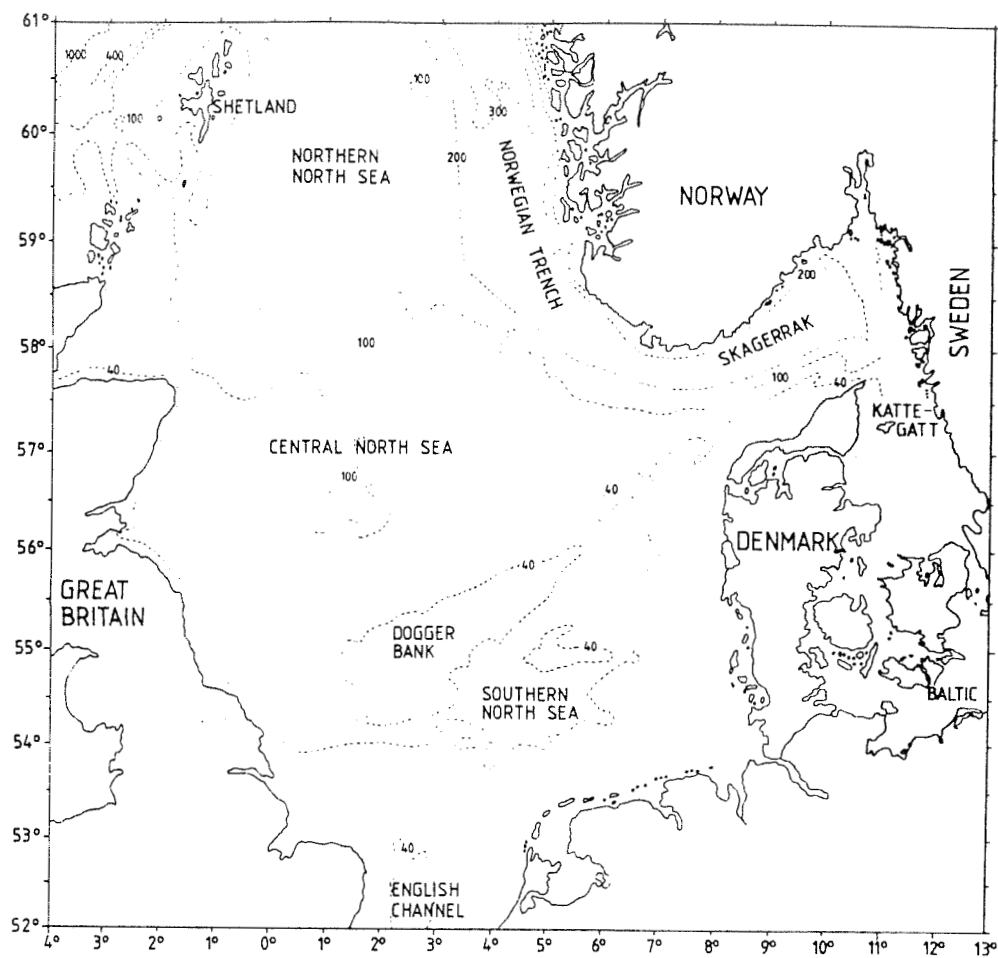 61°
1000
400
100
SHETLAND
100
300
60°
200
NORTHERN
NORTH SEA
NORWEGIAN TRENCH
NORWAY
59°
200
SWEDEN
58°
100
SKAGERRAK
40
100
40
KATTE-
GATT
57°
CENTRAL NORTH SEA
100
40
56°
DENMARK
40
GREAT
BRITAIN
55°
DOGGER
BANK
40
SOUTHERN
NORTH SEA
BALTIC
54°
53°
40
ENGLISH
CHANNEL
52°
4° 3° 2° 1° 0° 1° 2° 3° 4° 5° 6° 7° 8° 9° 10° 11° 12° 13°
100